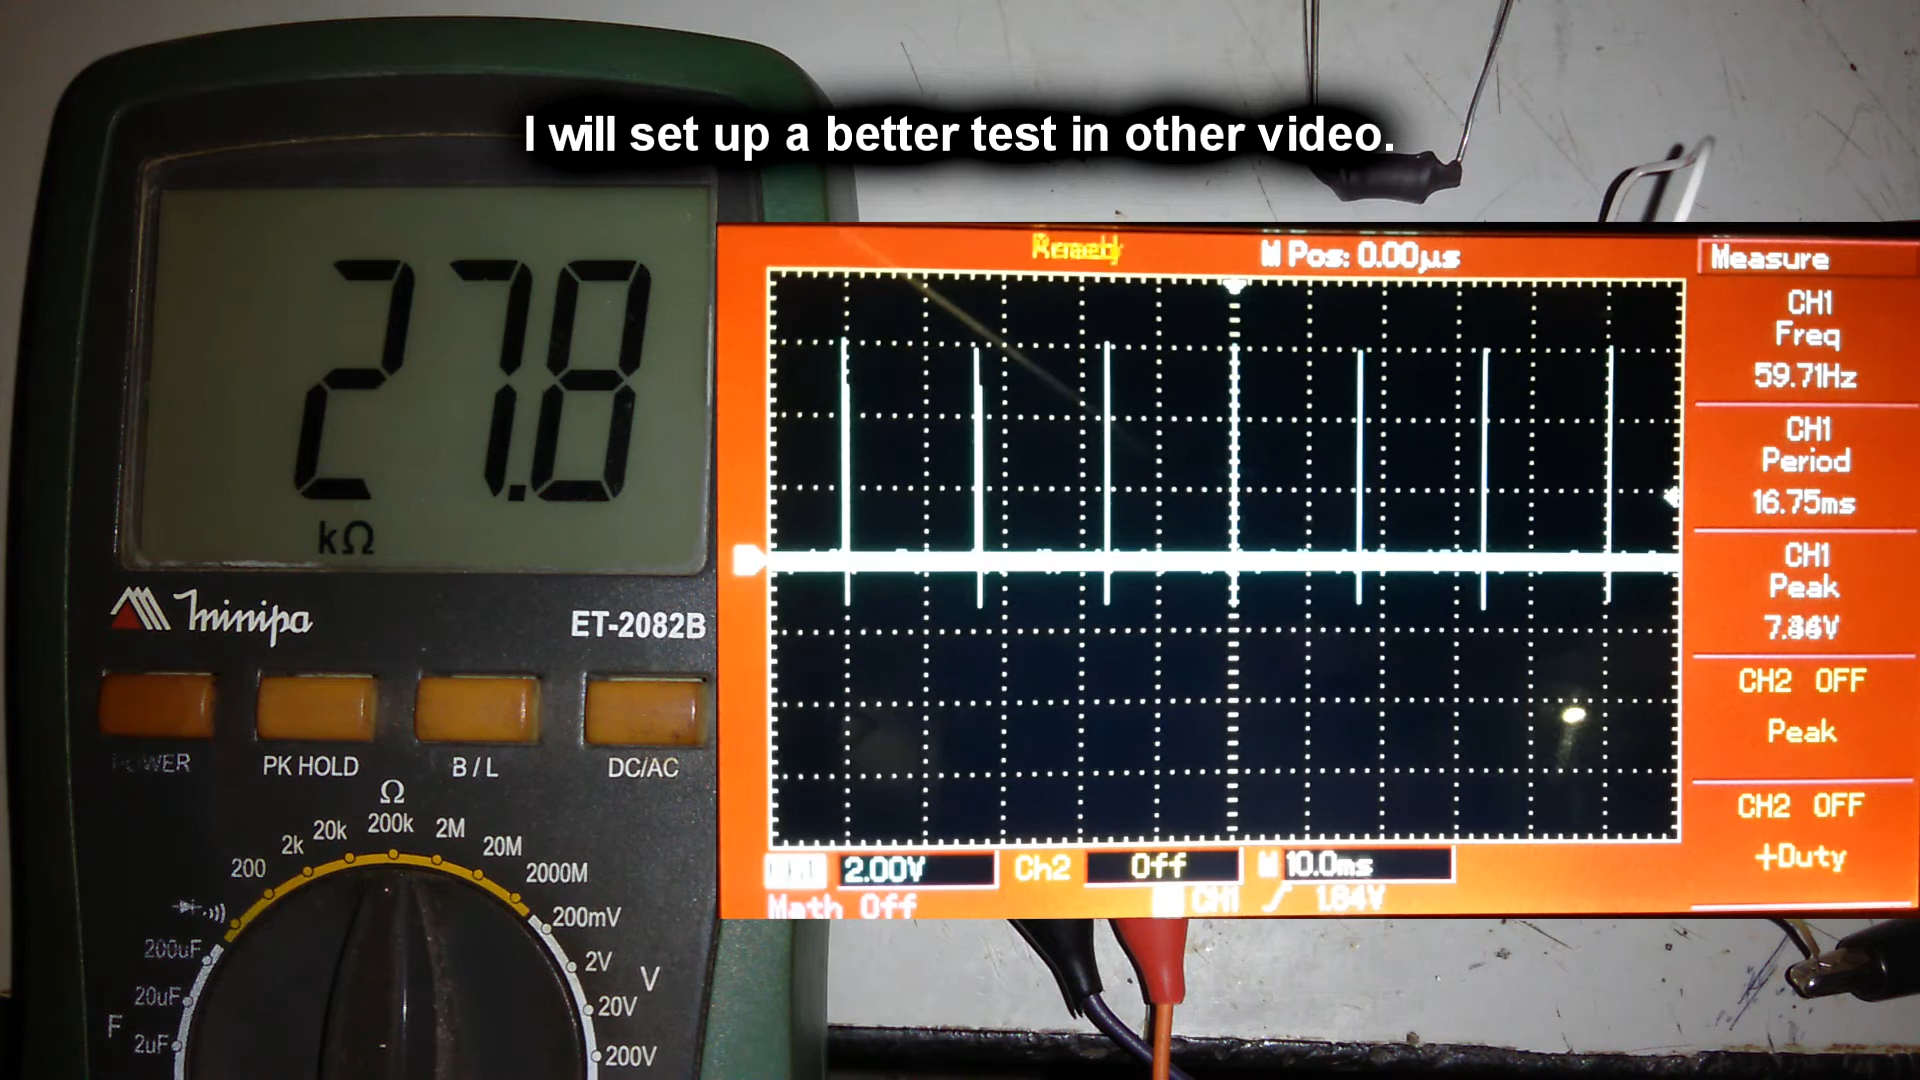 I will set up a better test in other video.
27.8
kΩ
minipa
ET-2082B
POWER
PK HOLD
B / L
DC/AC
Ω
200
2k
20k
200k
2M
20M
2000M
200mV
2V
20V
200V
V
200uF
20uF
2uF
F
M Pos: 0.00µs
Measure
CH1
Freq
59.71Hz
CH1
Period
16.75ms
CH1
Peak
CH2 OFF
Peak
CH2 OFF
+Duty
2.00V
Ch2
Off
M
10.0ms
Math Off
CH1
1.84V